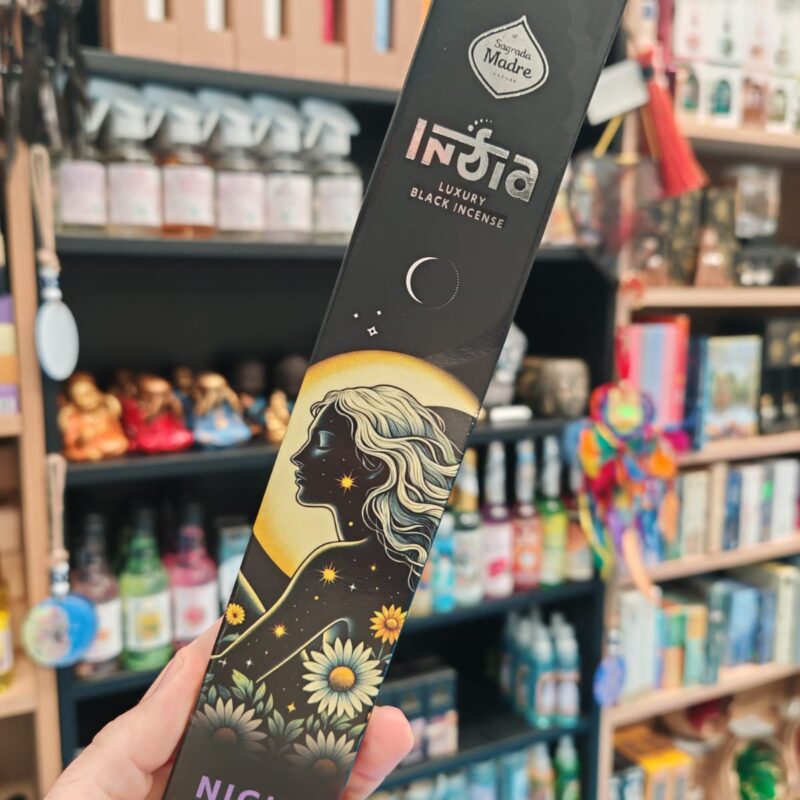 Sagrada
Madre
India
LUXURY
BLACK INCENSE